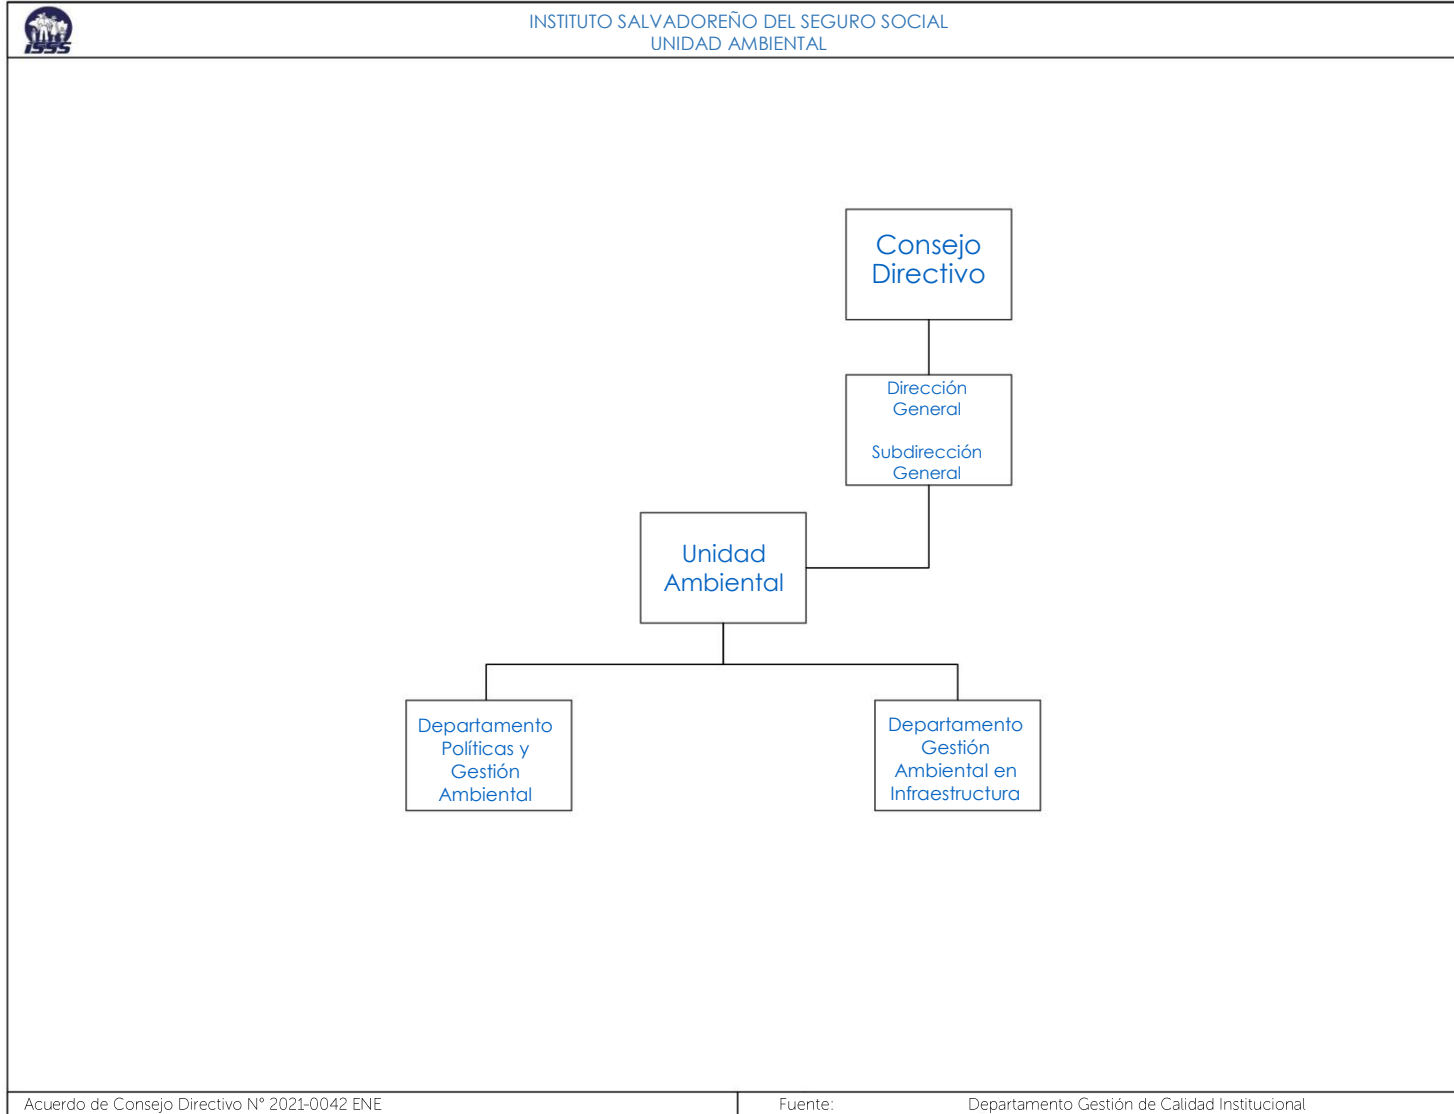 ISSS
INSTITUTO SALVADOREÑO DEL SEGURO SOCIAL
UNIDAD AMBIENTAL
Consejo
Directivo
Dirección
General
Subdirección
General
Unidad
Ambiental
Departamento
Políticas y
Gestión
Ambiental
Departamento
Gestión
Ambiental en
Infraestructura
Acuerdo de Consejo Directivo N° 2021-0042 ENE
Fuente: Departamento Gestión de Calidad Institucional